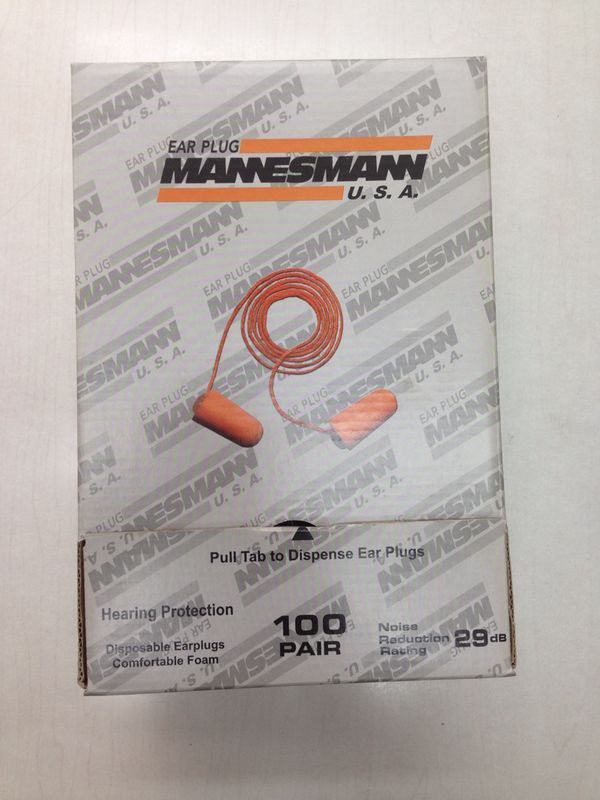 EAR PLUG
MANNESMANN
U. S. A.
Pull Tab to Dispense Ear Plugs
Hearing Protection
Disposable Earplugs
Comfortable Foam
100
PAIR
Noise
Reduction
Rating
29dB